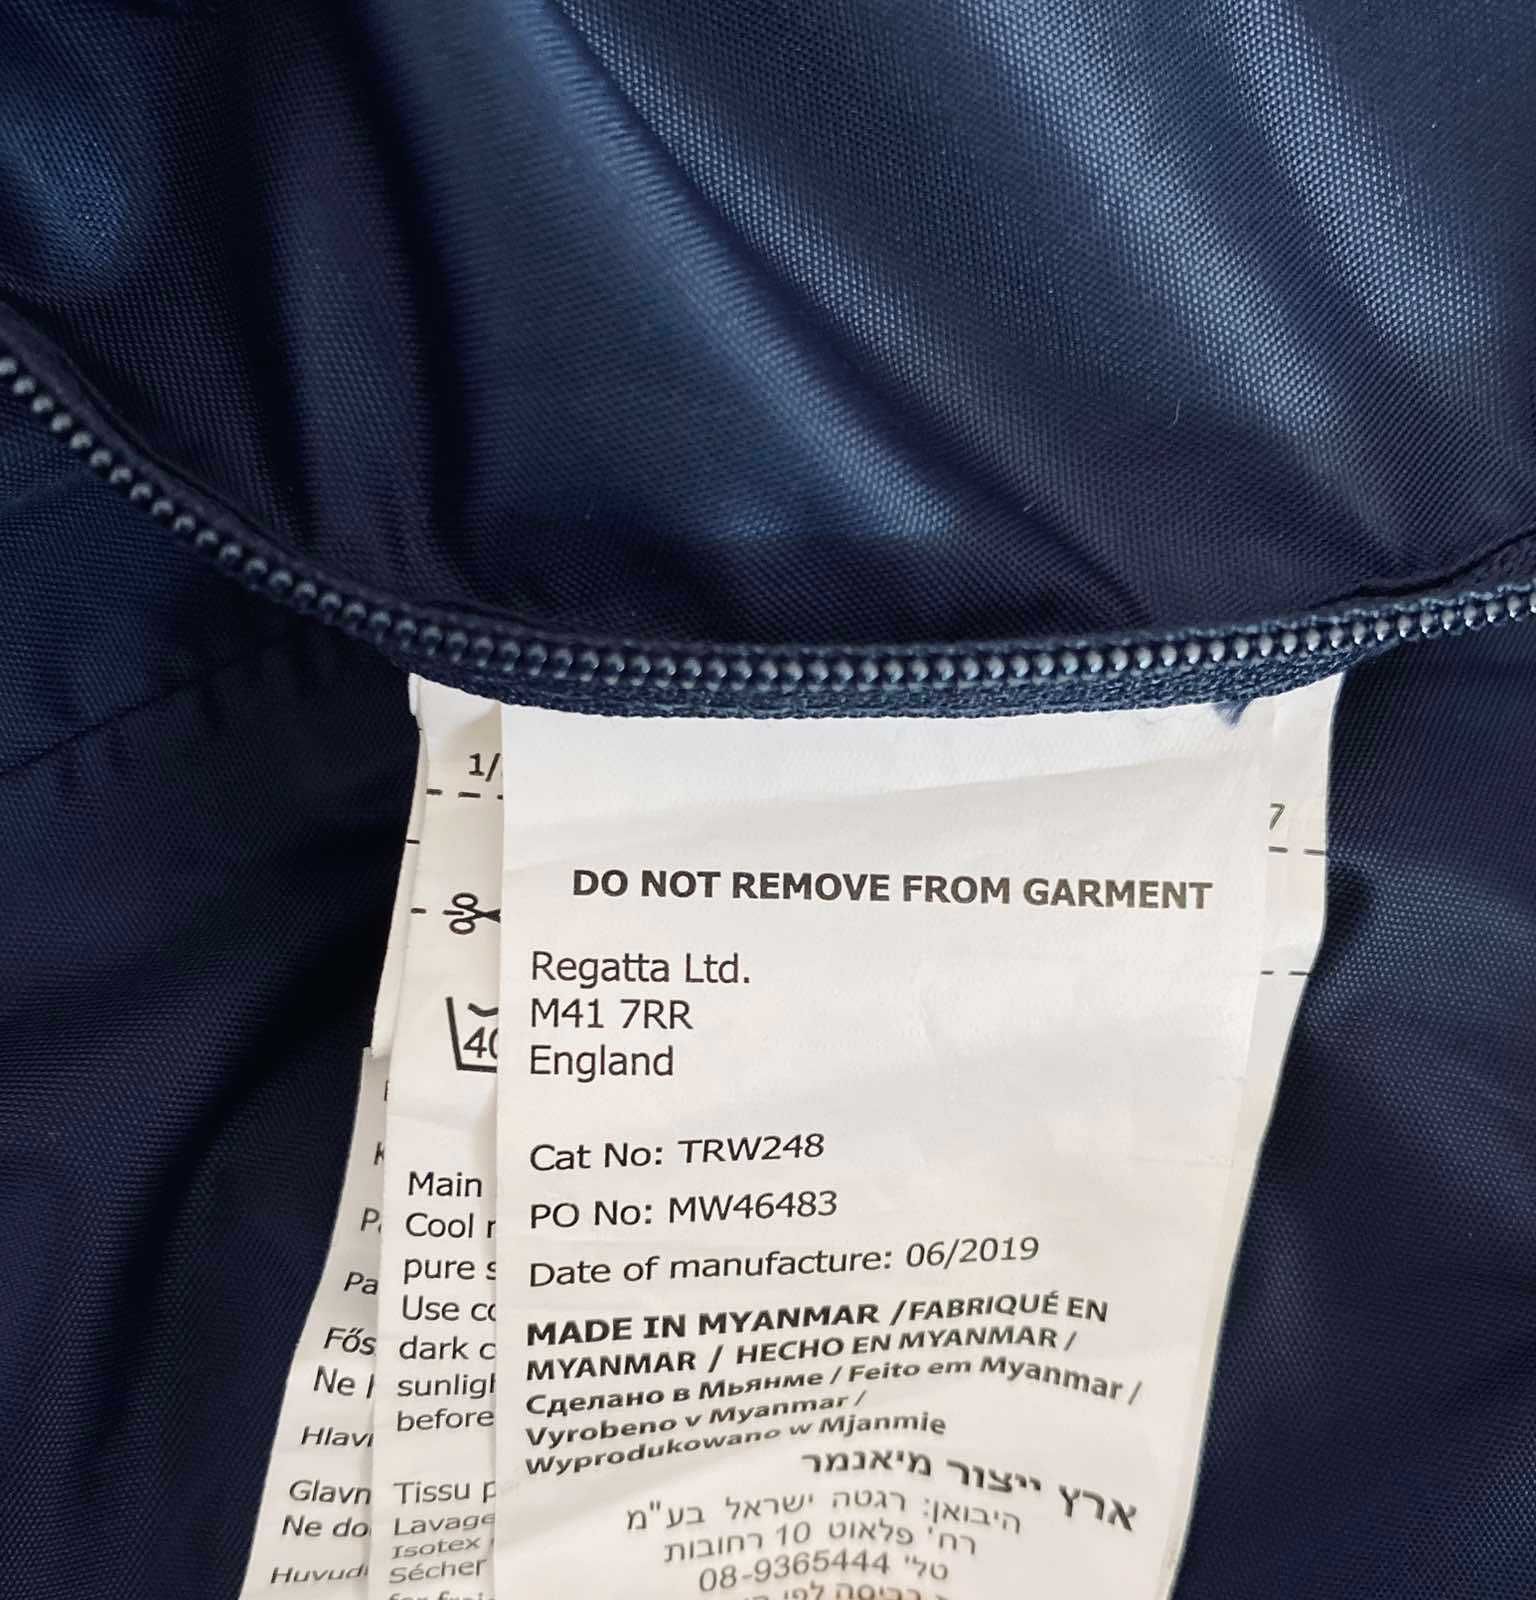 1/
7
DO NOT REMOVE FROM GARMENT
Regatta Ltd.
M41 7RR
England
Cat No: TRW248
PO No: MW46483
Date of manufacture: 06/2019
MADE IN MYANMAR /FABRIQUÉ EN
MYANMAR / HECHO EN MYANMAR /
Сделано в Мьянме / Feito em Myanmar /
Vyrobeno v Myanmar /
Wyprodukowano w Mjanmie
ארץ ייצור מיאנמר
היבואן: רגטה ישראל בע"מ
רח' פלאוט 10 רחובות
טל' 08-9365444
40
Main
Cool
pure
Use
dark
sunligh
before
Tissu p
Lavage
Isotex
Sécher
Pa
Fős
Ne
Hlavi
Glavn
Ne do
Huvud